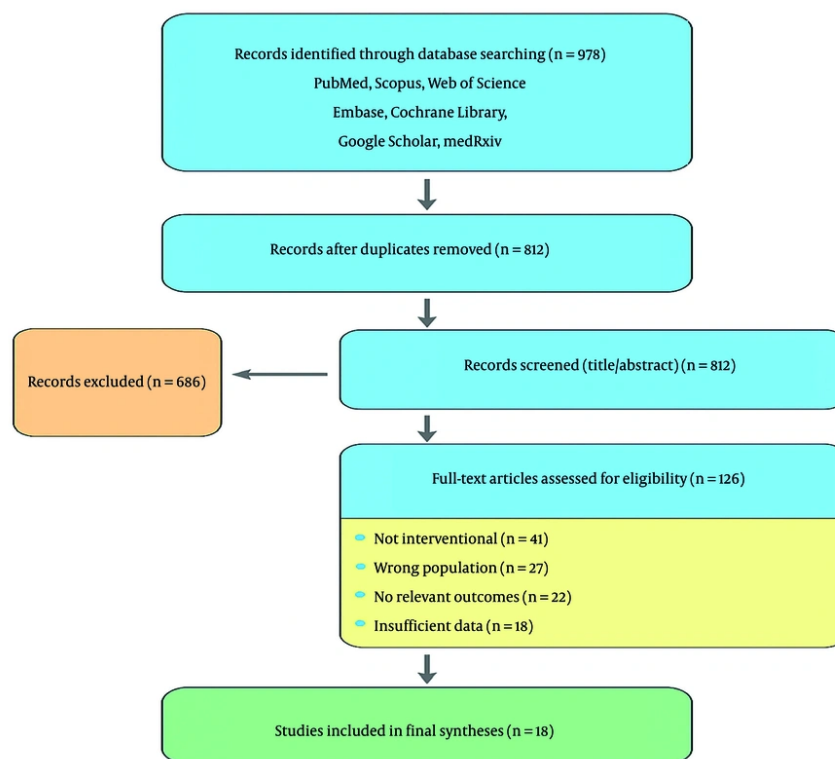 Records identified through database searching (n = 978)
PubMed, Scopus, Web of Science
Embase, Cochrane Library,
Google Scholar, medRxiv
Records after duplicates removed (n = 812)
Records screened (title/abstract) (n = 812)
Records excluded (n = 686)
Full-text articles assessed for eligibility (n = 126)
Not interventional (n = 41)
Wrong population (n = 27)
No relevant outcomes (n = 22)
Insufficient data (n = 18)
Studies included in final syntheses (n = 18)